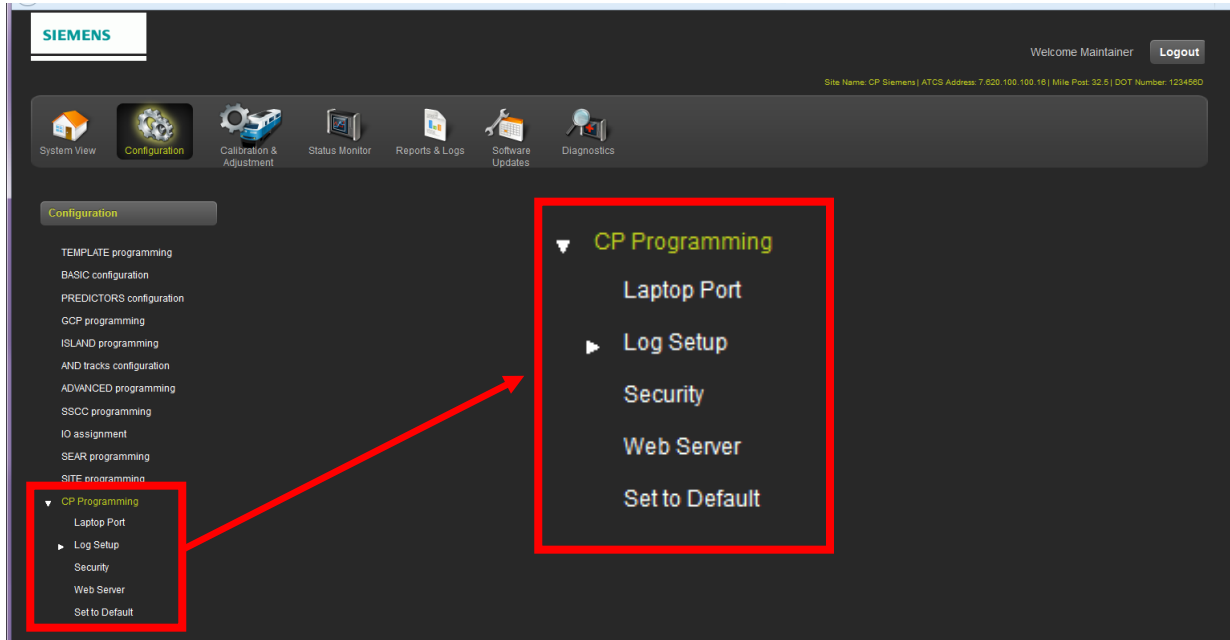 SIEMENS
Welcome Maintainer
Logout
Site Name: CP Siemens | ATCS Address: 7.620.100.100.16 | Mile Post: 32.5 | DOT Number: 123456D
System View
Configuration
Calibration &
Adjustment
Status Monitor
Reports & Logs
Software
Updates
Diagnostics
Configuration
TEMPLATE programming
BASIC configuration
PREDICTORS configuration
GCP programming
ISLAND programming
AND tracks configuration
ADVANCED programming
SSCC programming
IO assignment
SEAR programming
SITE programming
CP Programming
Laptop Port
Log Setup
Security
Web Server
Set to Default
CP Programming
Laptop Port
Log Setup
Security
Web Server
Set to Default